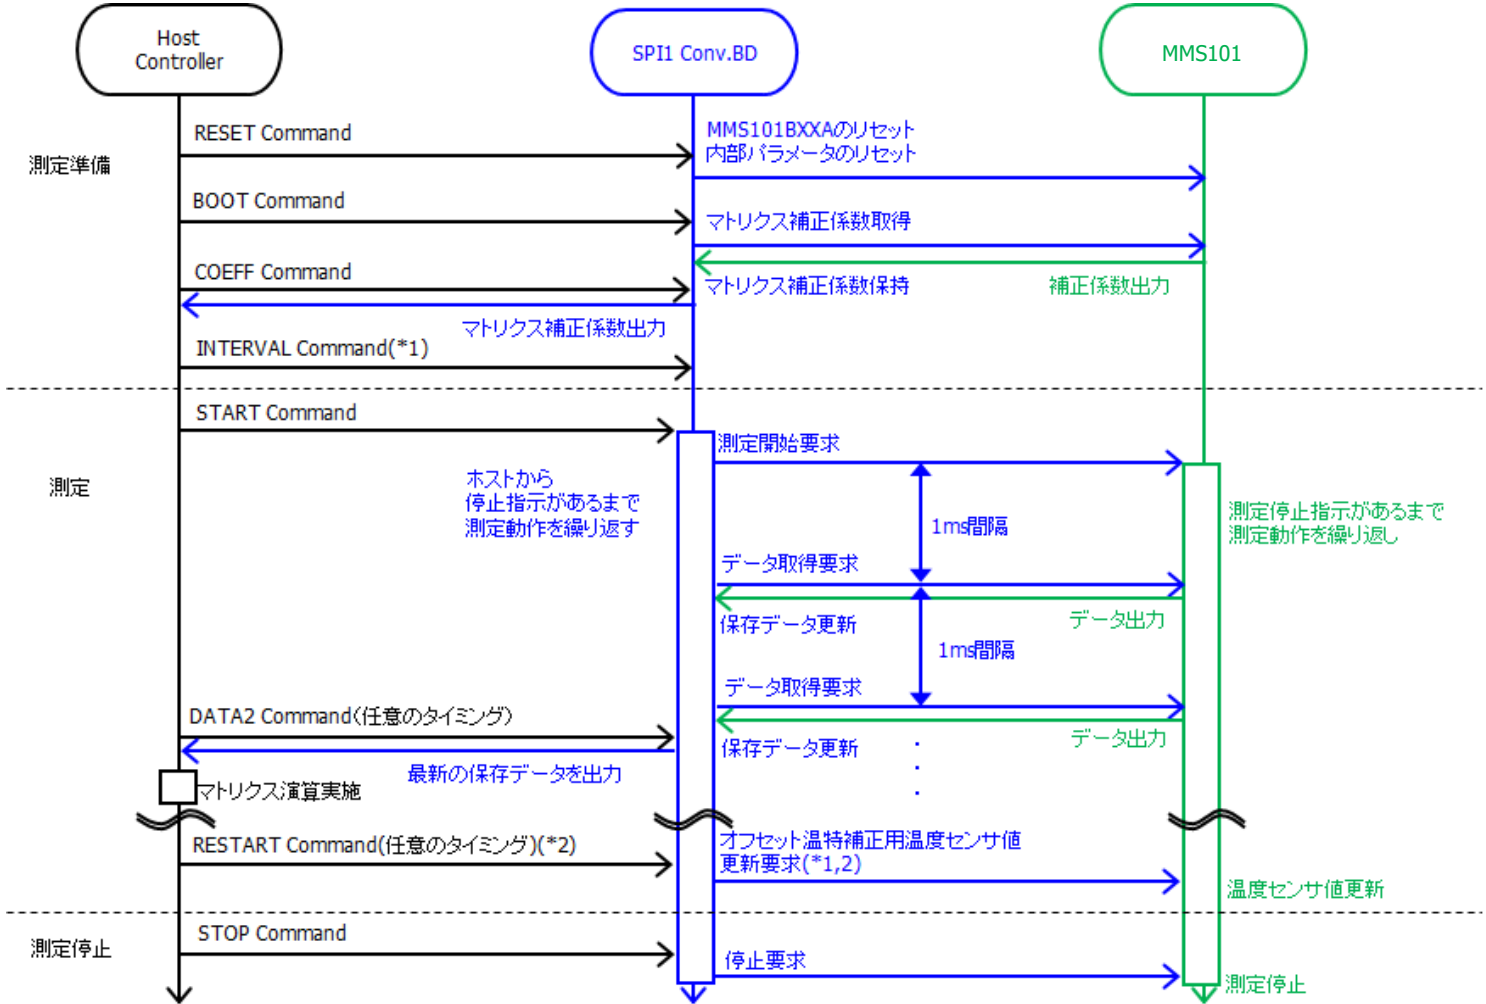 Host
Controller
SPI1 Conv.BD
MMS101
RESET Command
MMS101BXXAのリセット
内部パラメータのリセット
測定準備
BOOT Command
マトリクス補正係数取得
COEFF Command
マトリクス補正係数保持
補正係数出力
マトリクス補正係数出力
INTERVAL Command(*1)
START Command
測定開始要求
測定
ホストから
停止指示があるまで
測定動作を繰り返す
1ms間隔
測定停止指示があるまで
測定動作を繰り返し
データ取得要求
保存データ更新
データ出力
1ms間隔
データ取得要求
DATA2 Command(任意のタイミング)
保存データ更新
データ出力
最新の保存データを出力
マトリクス演算実施
RESTART Command(任意のタイミング)(*2)
オフセット温特補正用温度センサ値
更新要求(*1,2)
温度センサ値更新
STOP Command
測定停止
停止要求
測定停止